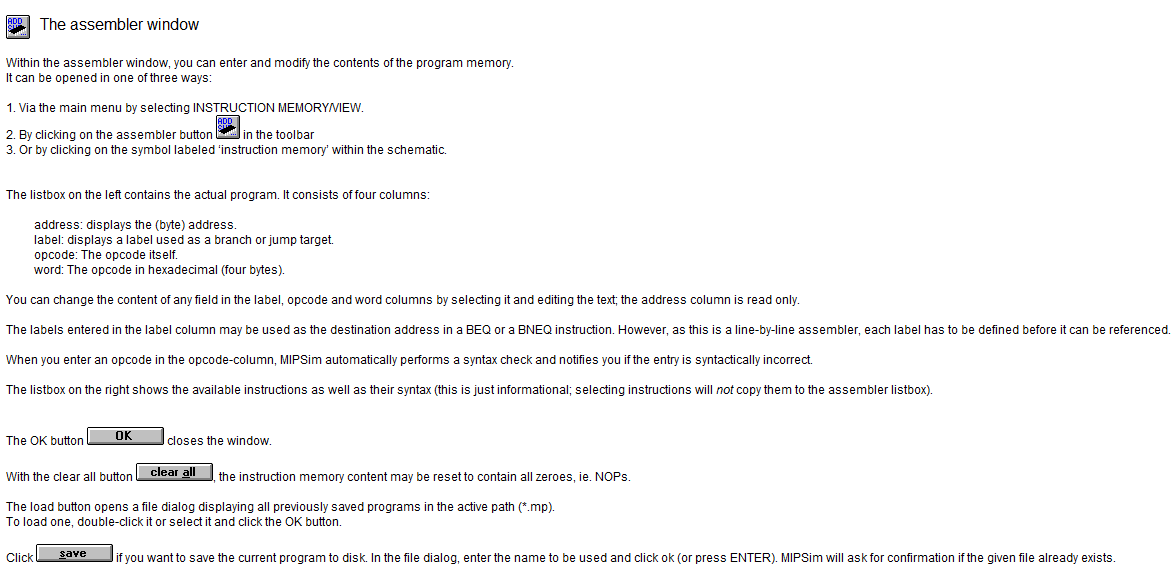 The assembler window
Within the assembler window, you can enter and modify the contents of the program memory.
It can be opened in one of three ways:
1. Via the main menu by selecting INSTRUCTION MEMORY/VIEW.
2. By clicking on the assembler button ADD in the toolbar
3. Or by clicking on the symbol labeled ‘instruction memory’ within the schematic.
The listbox on the left contains the actual program. It consists of four columns:
address: displays the (byte) address.
label: displays a label used as a branch or jump target.
opcode: The opcode itself.
word: The opcode in hexadecimal (four bytes).
You can change the content of any field in the label, opcode and word columns by selecting it and editing the text; the address column is read only.
The labels entered in the label column may be used as the destination address in a BEQ or a BNEQ instruction. However, as this is a line-by-line assembler, each label has to be defined before it can be referenced.
When you enter an opcode in the opcode-column, MIPSim automatically performs a syntax check and notifies you if the entry is syntactically incorrect.
The listbox on the right shows the available instructions as well as their syntax (this is just informational; selecting instructions will not copy them to the assembler listbox).
The OK button OK closes the window.
With the clear all button clear all, the instruction memory content may be reset to contain all zeroes, ie. NOPs.
The load button opens a file dialog displaying all previously saved programs in the active path (*.mp).
To load one, double-click it or select it and click the OK button.
Click save if you want to save the current program to disk. In the file dialog, enter the name to be used and click ok (or press ENTER). MIPSim will ask for confirmation if the given file already exists.